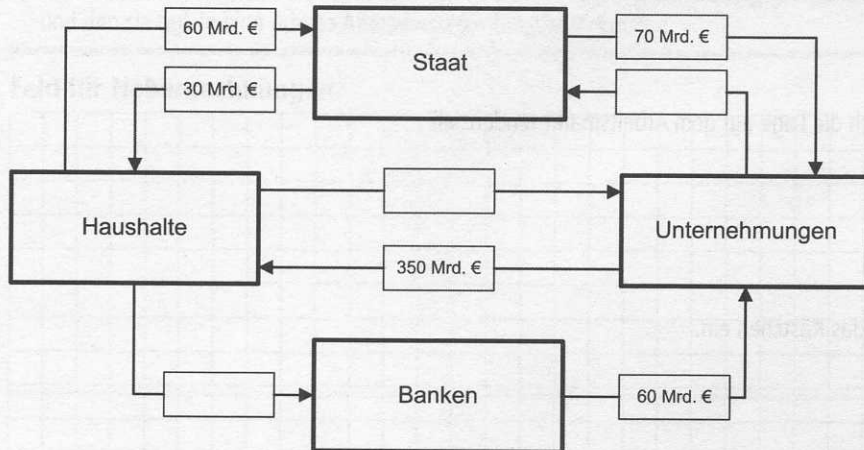 60 Mrd. €
Staat
70 Mrd. €
30 Mrd. €
Haushalte
Unternehmungen
350 Mrd. €
Banken
60 Mrd. €